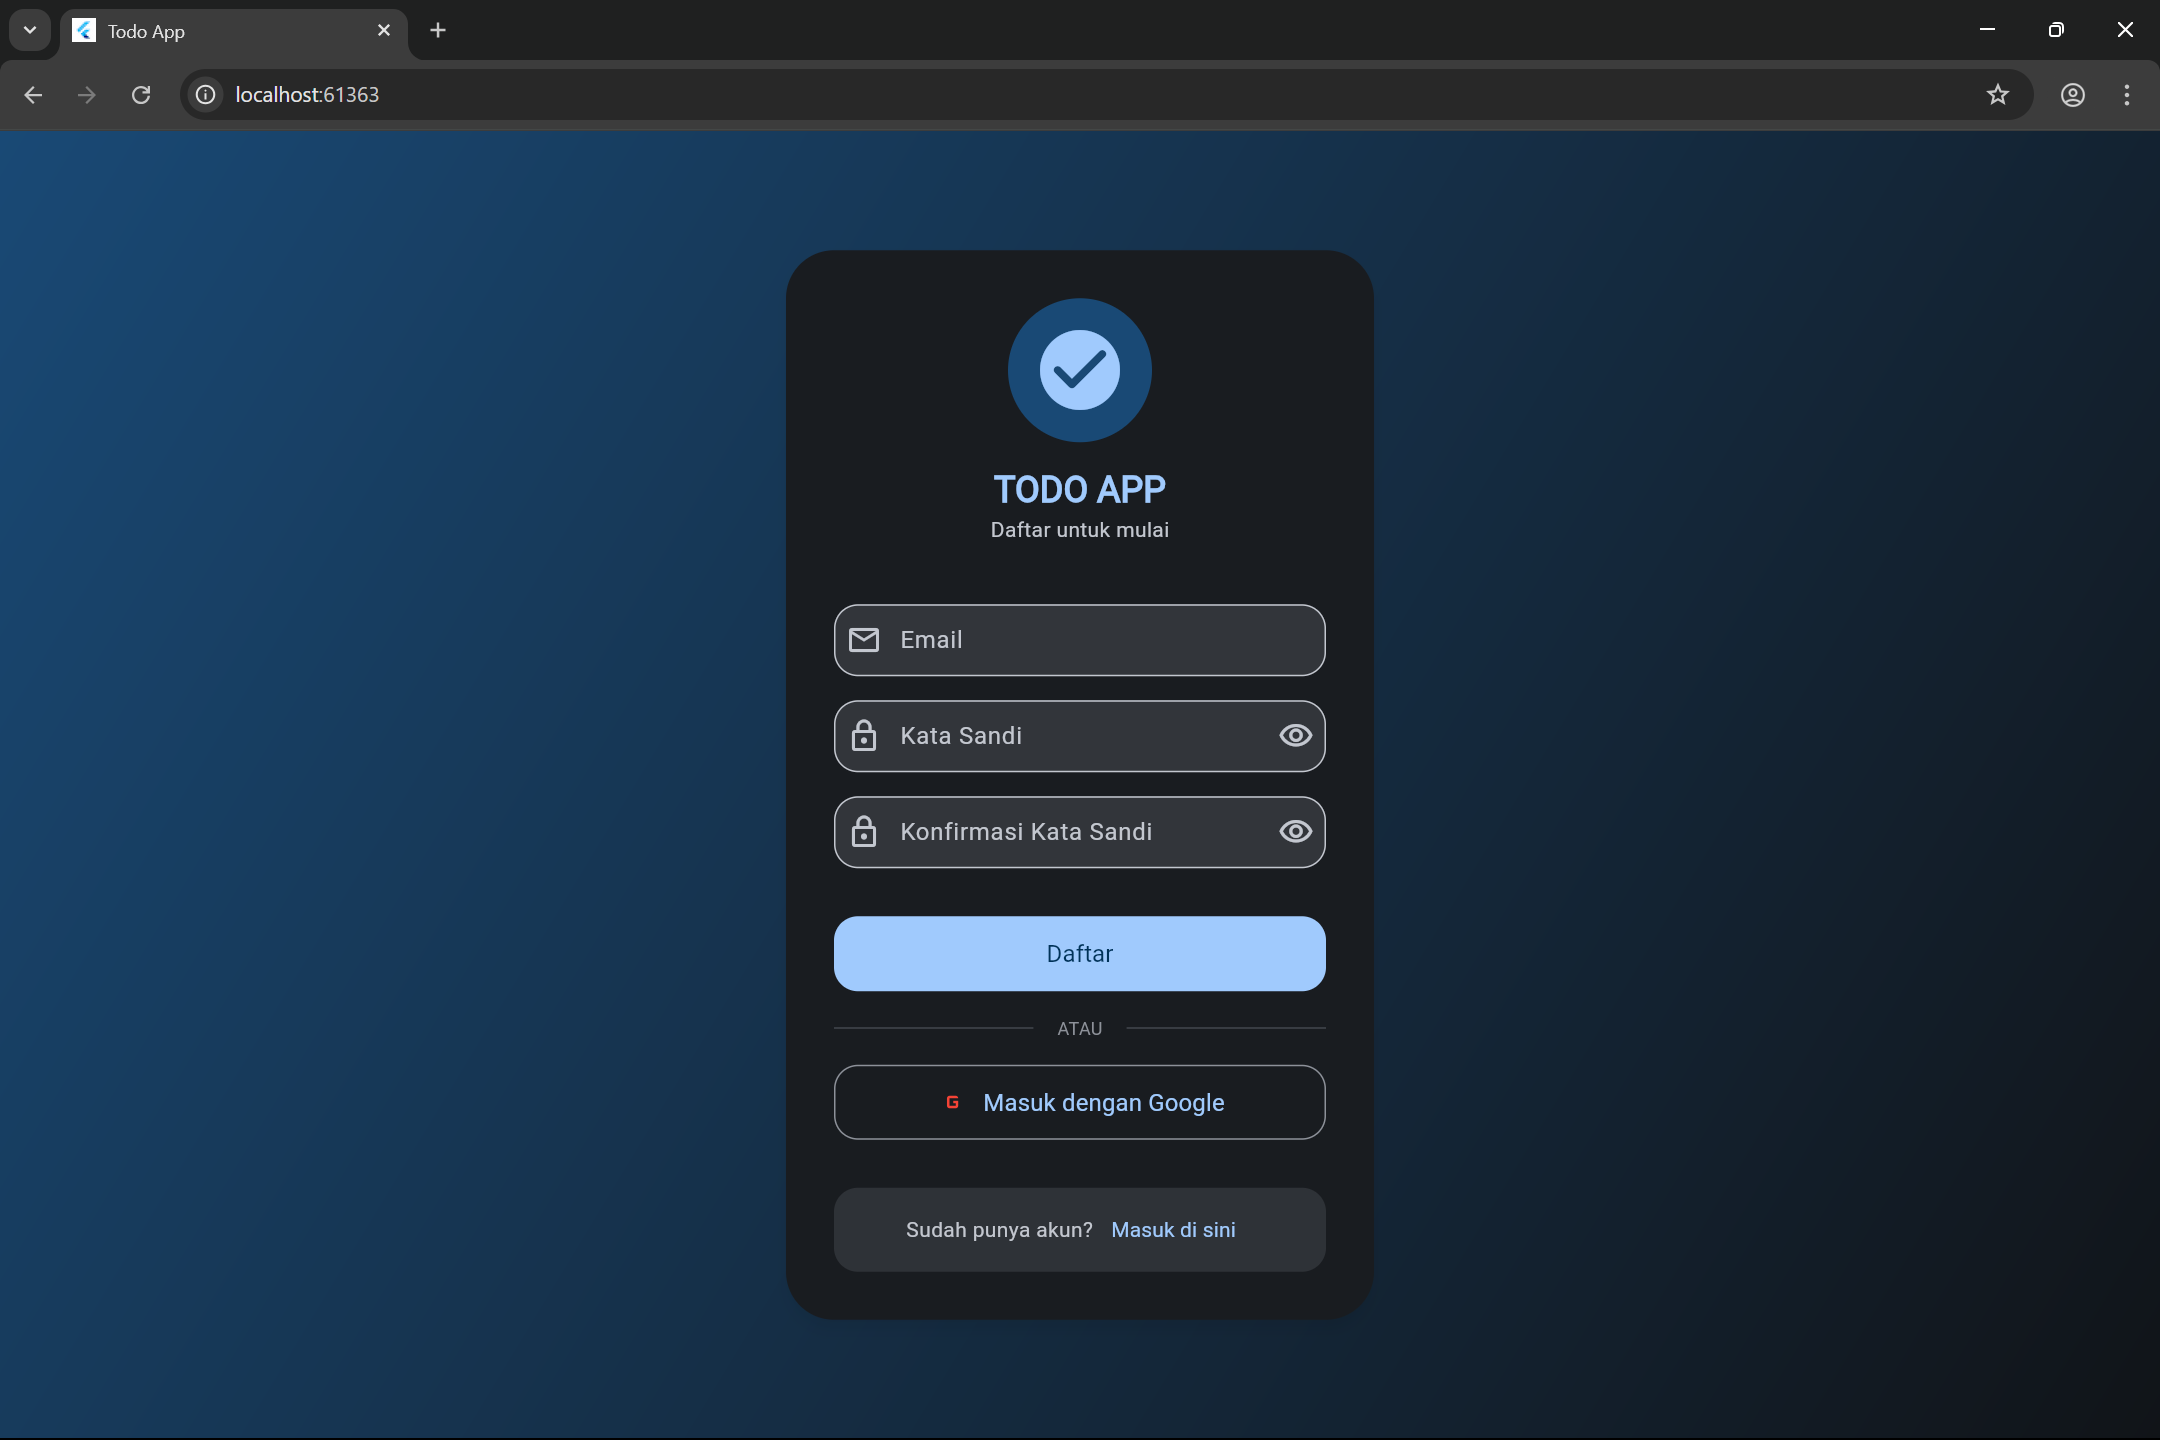 Todo App
localhost:61363
TODO APP
Daftar untuk mulai
Email
Kata Sandi
Konfirmasi Kata Sandi
Daftar
ATAU
G Masuk dengan Google
Sudah punya akun? Masuk di sini